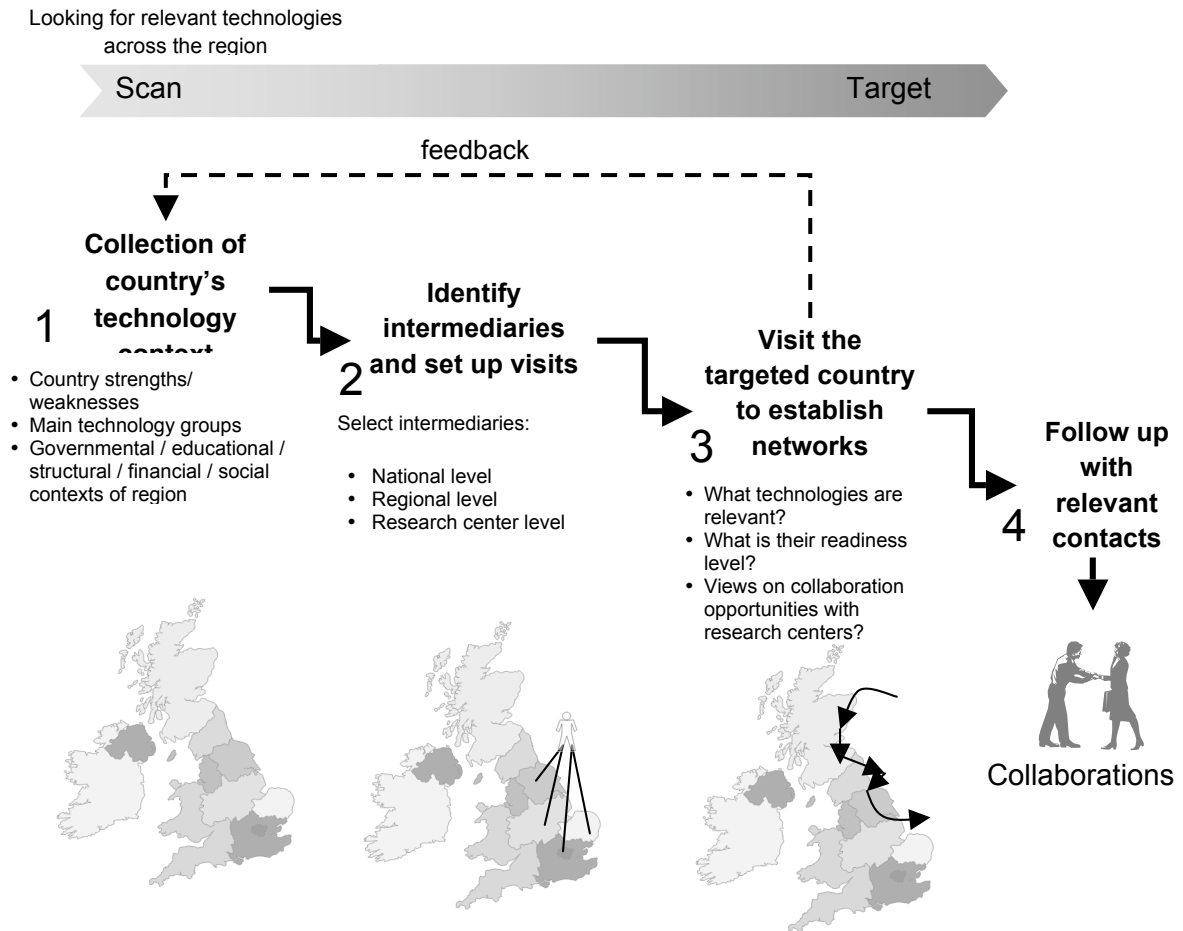 Looking for relevant technologies
across the region
Scan
Target
feedback
Collection of
country’s
technology
context
1
• Country strengths/
weaknesses
• Main technology groups
• Governmental / educational /
structural / financial / social
contexts of region
Identify
intermediaries
and set up visits
2
Select intermediaries:
• National level
• Regional level
• Research center level
Visit the
targeted country
to establish
networks
3
• What technologies are
relevant?
• What is their readiness
level?
• Views on collaboration
opportunities with
research centers?
Follow up
with
relevant
contacts
4
Collaborations